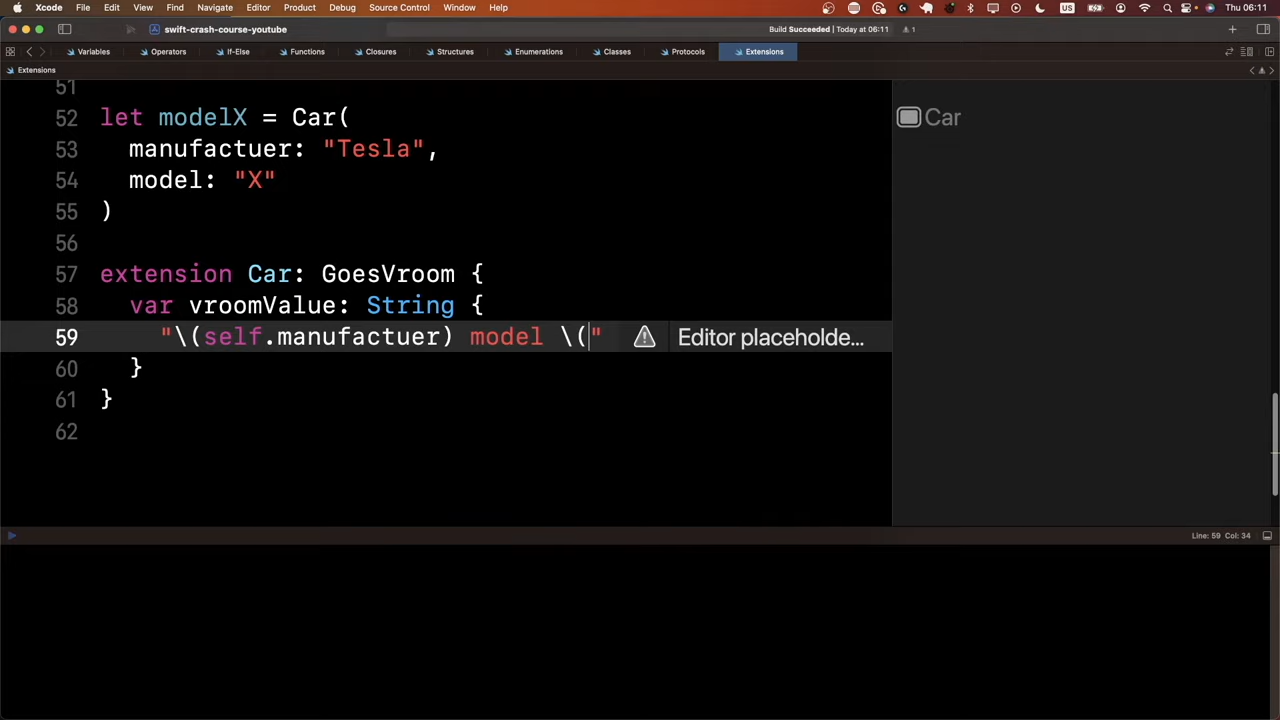 Xcode File Edit View Find Navigate Editor Product Debug Source Control Window Help US Thu 06:11
swift-crash-course-youtube Build Succeeded | Today at 06:11 1
Variables Operators If-Else Functions Closures Structures Enumerations Classes Protocols Extensions
Extensions
51
52 let modelX = Car( Car
53 manufactuer: "Tesla",
54 model: "X"
55 )
56
57 extension Car: GoesVroom {
58 var vroomValue: String {
59 "\(self.manufactuer) model \(" Editor placeholde...
60 }
61 }
62
Line: 59 Col: 34